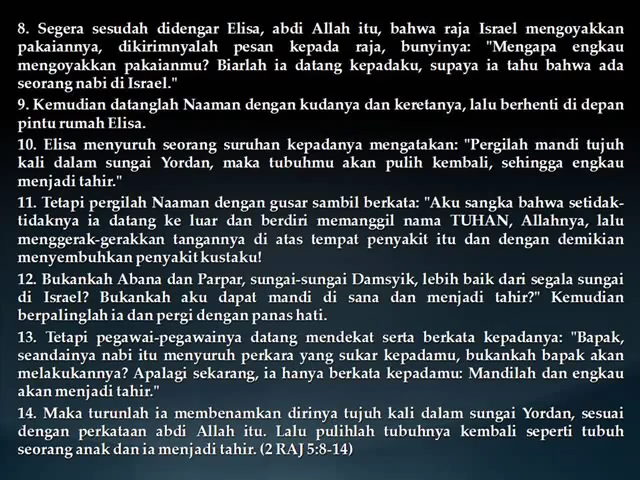 8. Segera sesudah didengar Elisa, abdi Allah itu, bahwa raja Israel mengoyakkan
pakaiannya, dikirimnyalah pesan kepada raja, bunyinya: "Mengapa engkau
mengoyakkan pakaianmu? Biarlah ia datang kepadaku, supaya ia tahu bahwa ada
seorang nabi di Israel."
9. Kemudian datanglah Naaman dengan kudanya dan keretanya, lalu berhenti di depan
pintu rumah Elisa.
10. Elisa menyuruh seorang suruhan kepadanya mengatakan: "Pergilah mandi tujuh
kali dalam sungai Yordan, maka tubuhmu akan pulih kembali, sehingga engkau
menjadi tahir."
11. Tetapi pergilah Naaman dengan gusar sambil berkata: "Aku sangka bahwa setidak-
tidaknya ia datang ke luar dan berdiri memanggil nama TUHAN, Allahnya, lalu
menggerak-gerakkan tangannya di atas tempat penyakit itu dan dengan demikian
menyembuhkan penyakit kustaku!
12. Bukankah Abana dan Parpar, sungai-sungai Damsyik, lebih baik dari segala sungai
di Israel? Bukankah aku dapat mandi di sana dan menjadi tahir?" Kemudian
berpalinglah ia dan pergi dengan panas hati.
13. Tetapi pegawai-pegawainya datang mendekat serta berkata kepadanya: "Bapak,
seandainya nabi itu menyuruh perkara yang sukar kepadamu, bukankah bapak akan
melakukannya? Apalagi sekarang, ia hanya berkata kepadamu: Mandilah dan engkau
akan menjadi tahir."
14. Maka turunlah ia membenamkan dirinya tujuh kali dalam sungai Yordan, sesuai
dengan perkataan abdi Allah itu. Lalu pulihlah tubuhnya kembali seperti tubuh
seorang anak dan ia menjadi tahir. (2 RAJ 5:8-14)